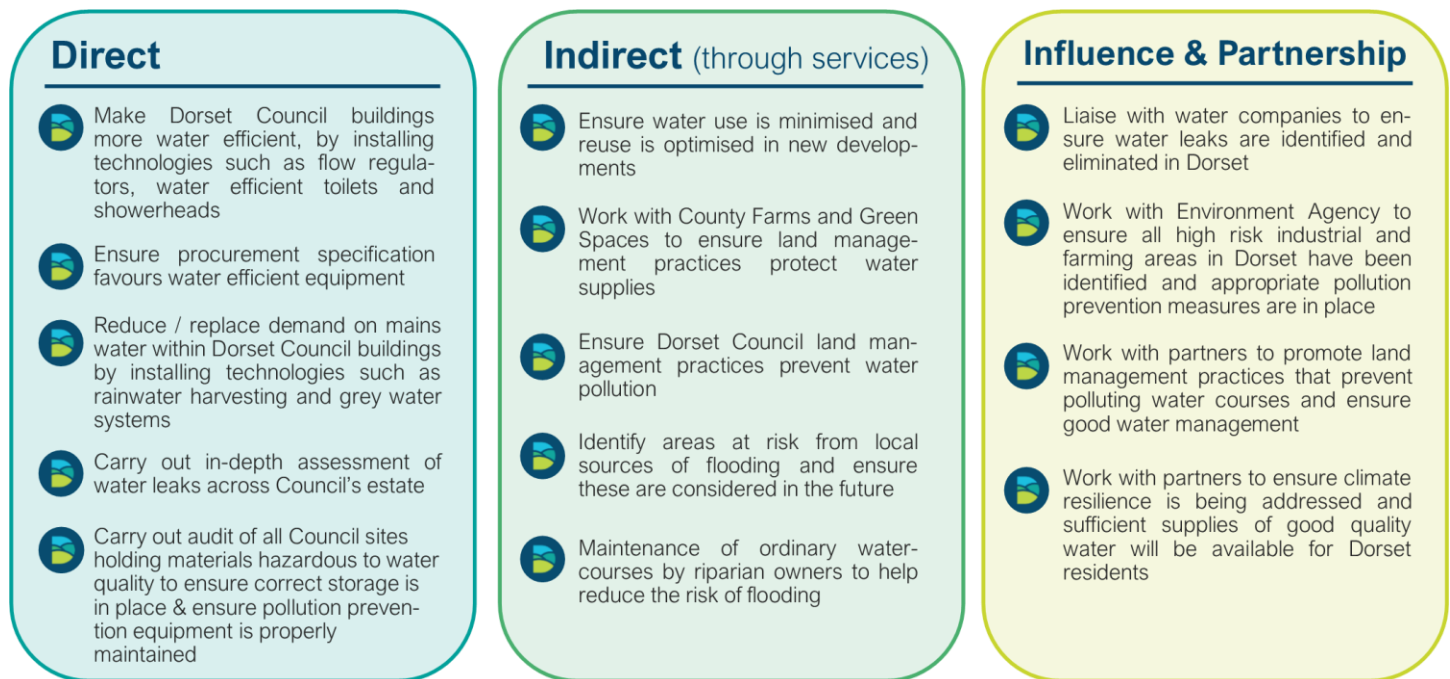 Direct
Make Dorset Council buildings
more water efficient, by installing
technologies such as flow regula-
tors, water efficient toilets and
showerheads
Ensure procurement specification
favours water efficient equipment
Reduce / replace demand on mains
water within Dorset Council buildings
by installing technologies such as
rainwater harvesting and grey water
systems
Carry out in-depth assessment of
water leaks across Council's estate
Carry out audit of all Council sites
holding materials hazardous to water
quality to ensure correct storage is
in place & ensure pollution preven-
tion equipment is properly
maintained
Indirect (through services)
Ensure water use is minimised and
reuse is optimised in new develop-
ments
Work with County Farms and Green
Spaces to ensure land manage-
ment practices protect water
supplies
Ensure Dorset Council land man-
agement practices prevent water
pollution
Identify areas at risk from local
sources of flooding and ensure
these are considered in the future
Maintenance of ordinary water-
courses by riparian owners to help
reduce the risk of flooding
Influence & Partnership
Liaise with water companies to en-
sure water leaks are identified and
eliminated in Dorset
Work with Environment Agency to
ensure all high risk industrial and
farming areas in Dorset have been
identified and appropriate pollution
prevention measures are in place
Work with partners to promote land
management practices that prevent
polluting water courses and ensure
good water management
Work with partners to ensure climate
resilience is being addressed and
sufficient supplies of good quality
water will be available for Dorset
residents